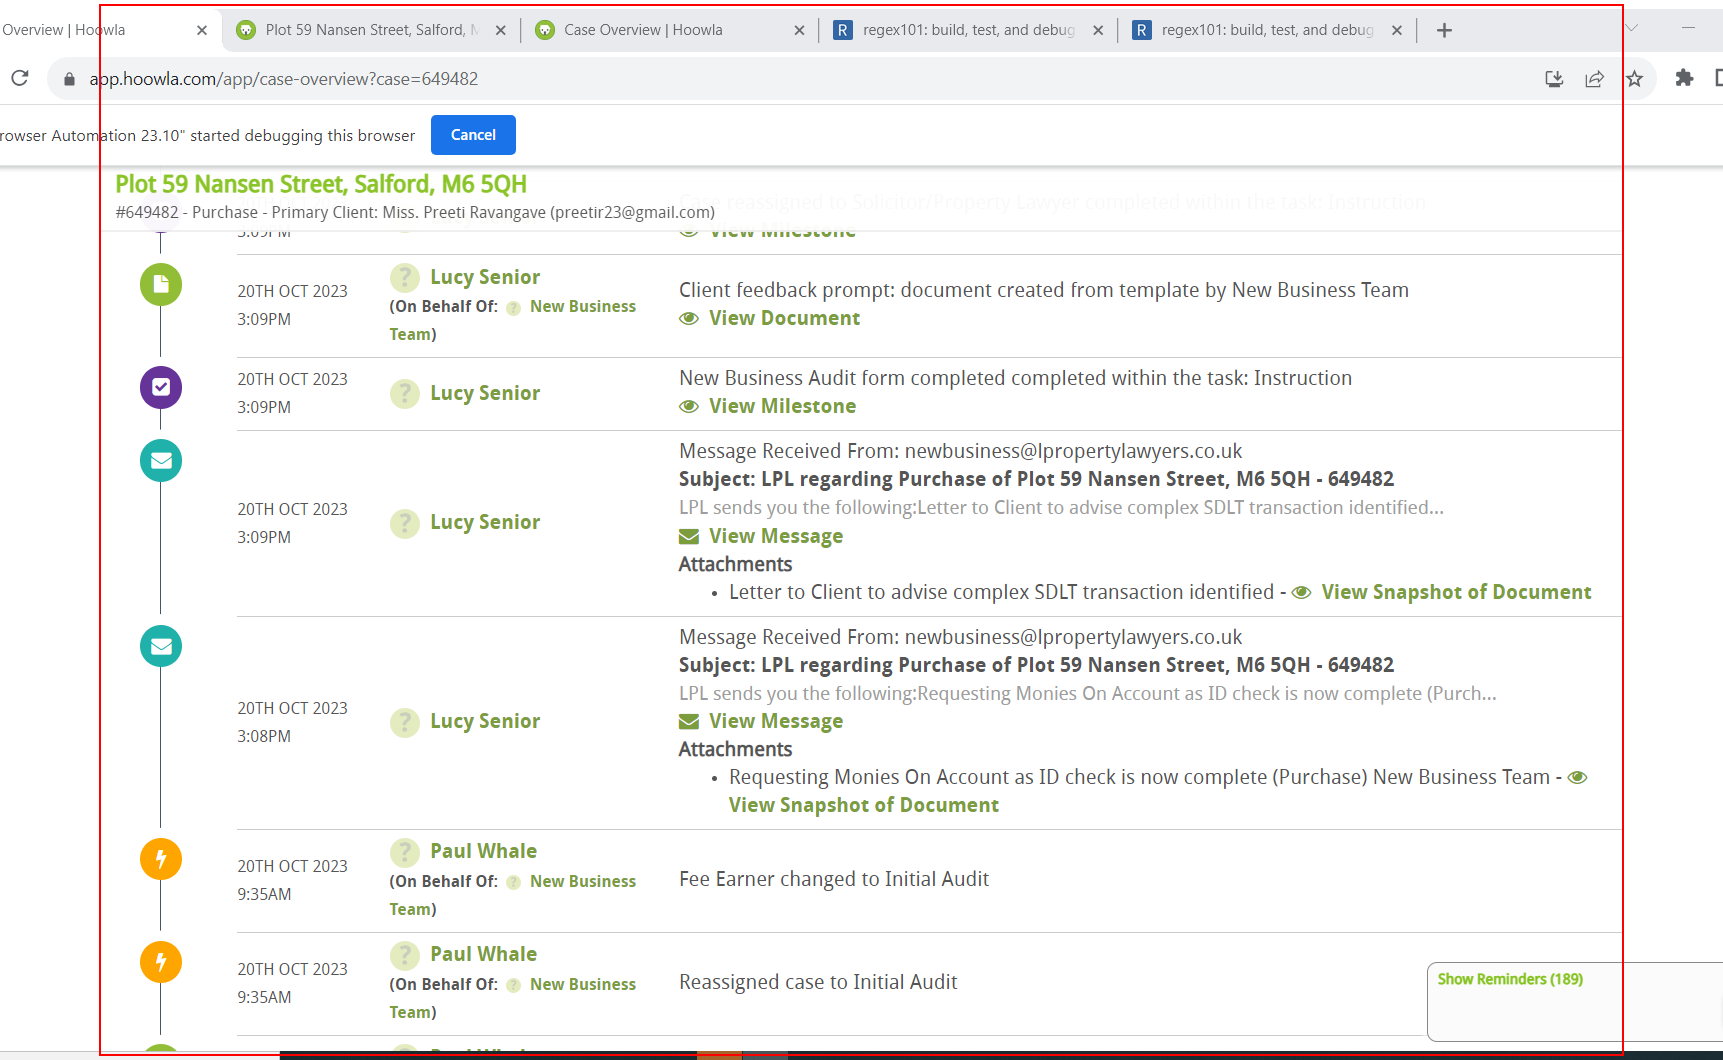 Overview | Hoowla
Plot 59 Nansen Street, Salford, M
Case Overview | Hoowla
R regex101: build, test, and debug
R regex101: build, test, and debug
app.hoowla.com/app/case-overview?case=649482
rowser Automation 23.10" started debugging this browser
Cancel
Plot 59 Nansen Street, Salford, M6 5QH
Case reassigned to Solicitor/Property Lawyer completed within the task: Instruction
#649482 - Purchase - Primary Client: Miss. Preeti Ravangave (preetir23@gmail.com)
3:09PM
View Milestone
20TH OCT 2023
3:09PM
Lucy Senior
(On Behalf Of: ? New Business
Team)
Client feedback prompt: document created from template by New Business Team
View Document
20TH OCT 2023
3:09PM
Lucy Senior
New Business Audit form completed completed within the task: Instruction
View Milestone
20TH OCT 2023
3:09PM
Lucy Senior
Message Received From: newbusiness@lpropertylawyers.co.uk
Subject: LPL regarding Purchase of Plot 59 Nansen Street, M6 5QH - 649482
LPL sends you the following:Letter to Client to advise complex SDLT transaction identified...
View Message
Attachments
• Letter to Client to advise complex SDLT transaction identified - View Snapshot of Document
20TH OCT 2023
3:08PM
Lucy Senior
Message Received From: newbusiness@lpropertylawyers.co.uk
Subject: LPL regarding Purchase of Plot 59 Nansen Street, M6 5QH - 649482
LPL sends you the following:Requesting Monies On Account as ID check is now complete (Purch...
View Message
Attachments
• Requesting Monies On Account as ID check is now complete (Purchase) New Business Team -
View Snapshot of Document
20TH OCT 2023
9:35AM
Paul Whale
(On Behalf Of: ? New Business
Team)
Fee Earner changed to Initial Audit
20TH OCT 2023
9:35AM
Paul Whale
(On Behalf Of: ? New Business
Team)
Reassigned case to Initial Audit
Show Reminders (189)